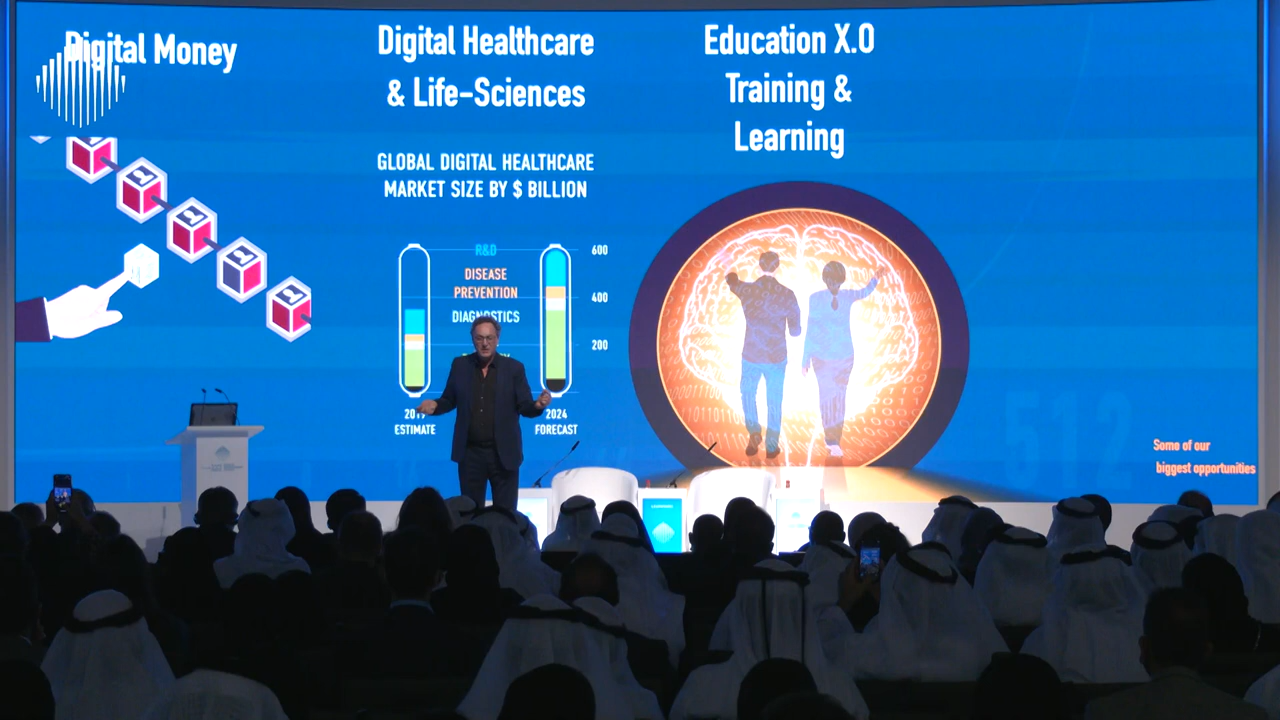 Digital Money
Digital Healthcare
& Life-Sciences
GLOBAL DIGITAL HEALTHCARE
MARKET SIZE BY $ BILLION
R&D
DISEASE
PREVENTION
DIAGNOSTICS
600
400
200
ESTIMATE
2024
FORECAST
Education X.0
Training &
Learning
512
Some of our
biggest opportunities